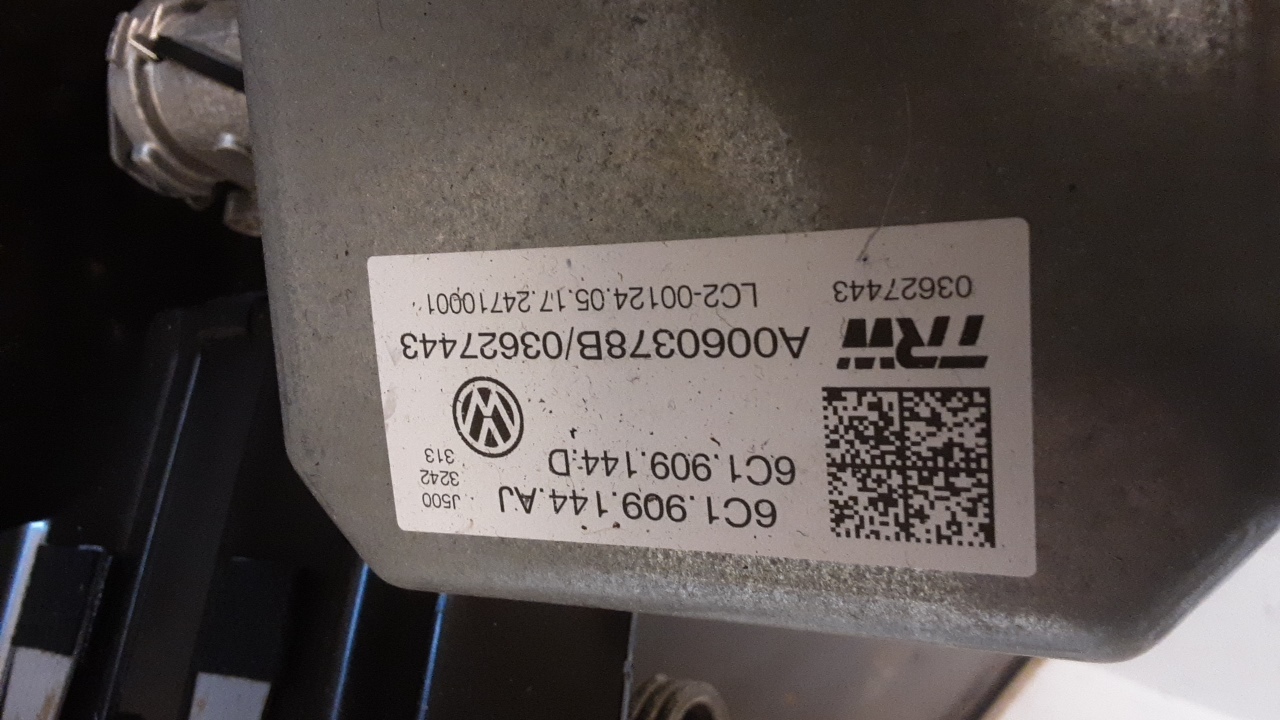 6C1.909.144.AJ
J500
3242
313
6C1.909.144.D
A0060378B/03627443
TRW
LC2-00124.05.17.24710001
03627443